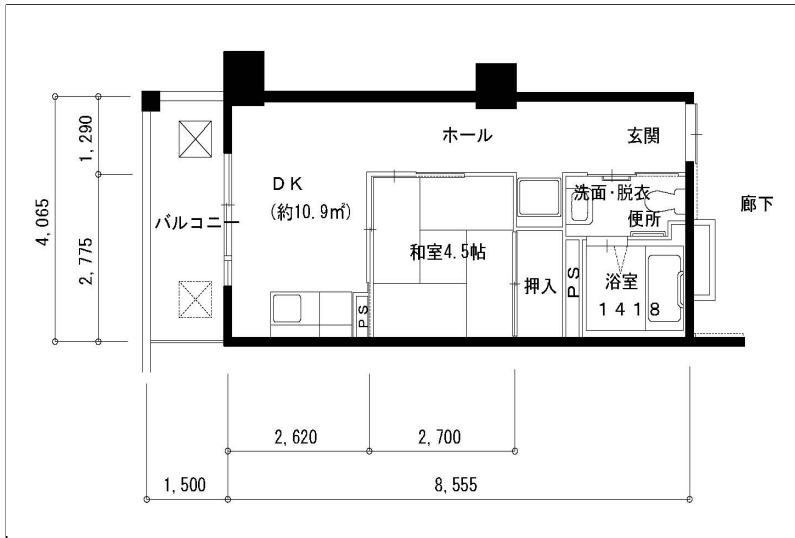 ホール
玄関
DK
(約10.9㎡)
洗面・脱衣
便所
廊下
バルコニー
和室4.5帖
押入
PS
浴室
1418
PS
1,290
4,065
2,775
2,620
2,700
1,500
8,555